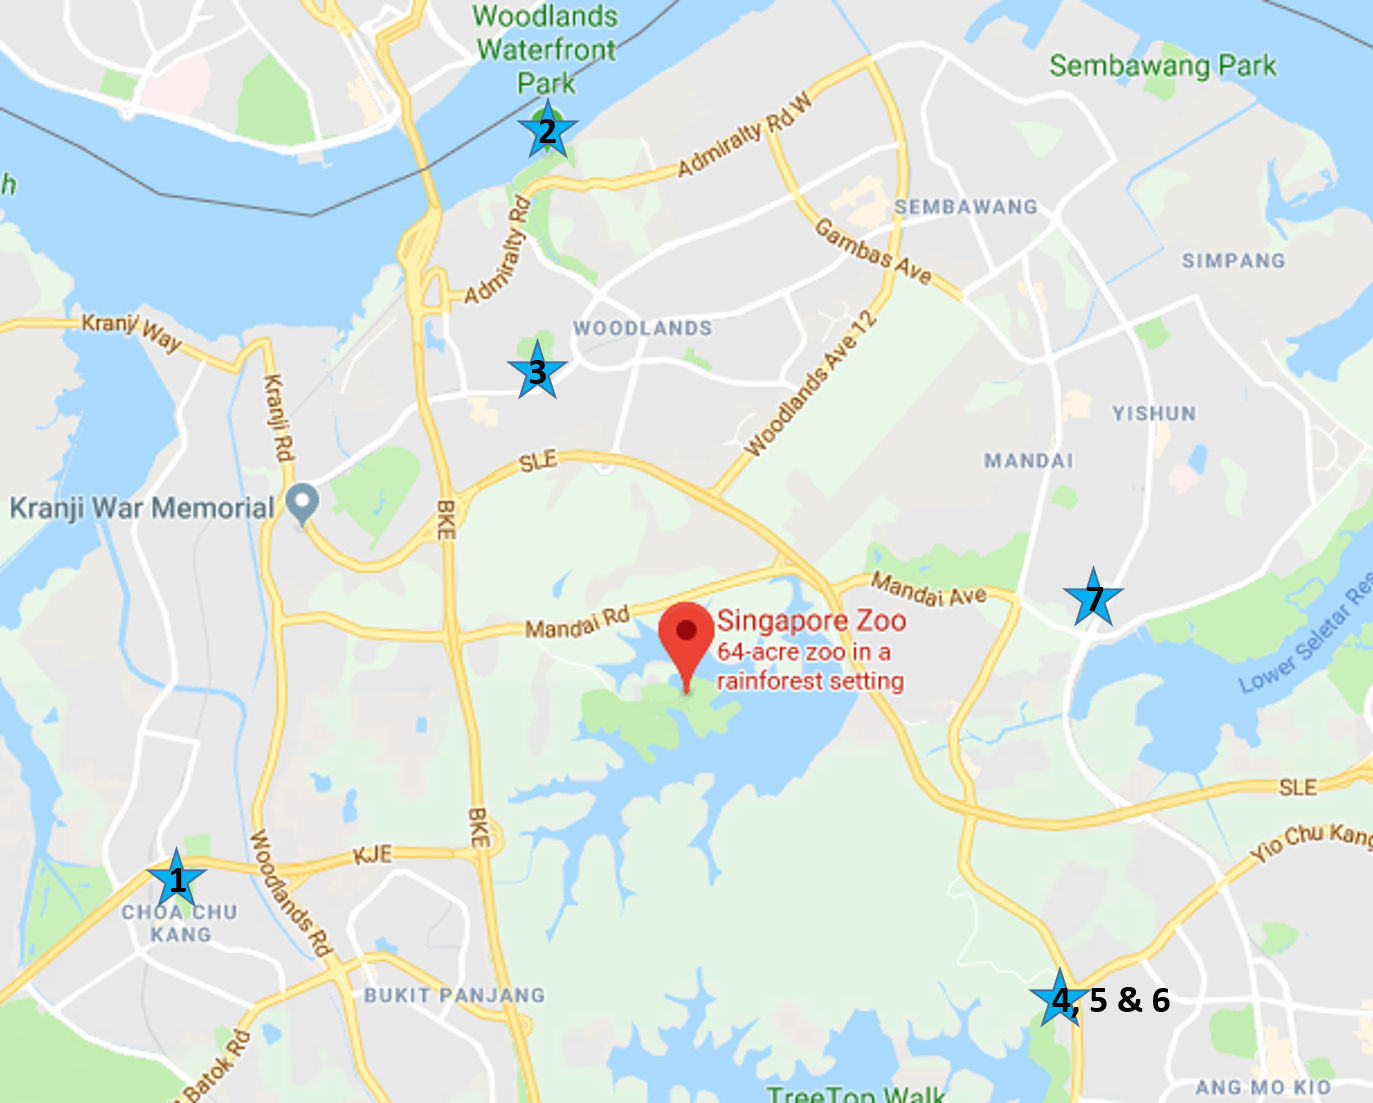 Woodlands
Waterfront
Park
Sembawang Park
2
Admiralty Rd W
h
Admiralty Rd
SEMBAWANG
Gambas Ave
SIMPANG
Kranji Way
WOODLANDS
3
Kranji Rd
Woodlands Ave 12
YISHUN
SLE
MANDAI
Kranji War Memorial
BKE
Mandai Ave
7
Mandai Rd
Singapore Zoo
64-acre zoo in a
rainforest setting
Lower Seletar Res
SLE
BKE
Yio Chu Kang
KJE
1
Woodlands Rd
CHOA CHU
KANG
BUKIT PANJANG
4, 5 & 6
Batok Rd
ANG MO KIO
TreeTop Walk